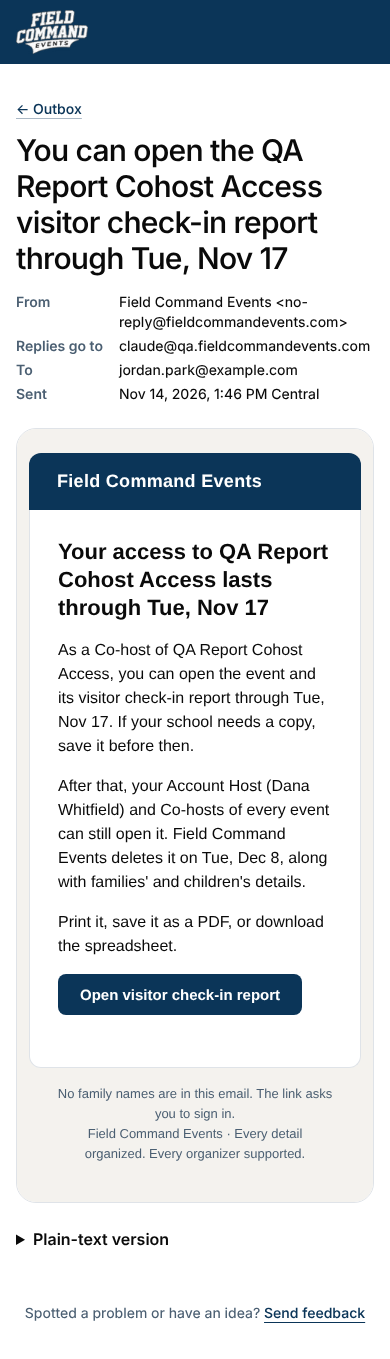 FIELD
COMMAND
EVENTS
← Outbox
You can open the QA
Report Cohost Access
visitor check-in report
through Tue, Nov 17
From Field Command Events <no-
reply@fieldcommandevents.com>
Replies go to claude@qa.fieldcommandevents.com
To jordan.park@example.com
Sent Nov 14, 2026, 1:46 PM Central
Field Command Events
Your access to QA Report
Cohost Access lasts
through Tue, Nov 17
As a Co-host of QA Report Cohost
Access, you can open the event and
its visitor check-in report through Tue,
Nov 17. If your school needs a copy,
save it before then.
After that, your Account Host (Dana
Whitfield) and Co-hosts of every event
can still open it. Field Command
Events deletes it on Tue, Dec 8, along
with families' and children's details.
Print it, save it as a PDF, or download
the spreadsheet.
Open visitor check-in report
No family names are in this email. The link asks
you to sign in.
Field Command Events · Every detail
organized. Every organizer supported.
Plain-text version
Spotted a problem or have an idea? Send feedback